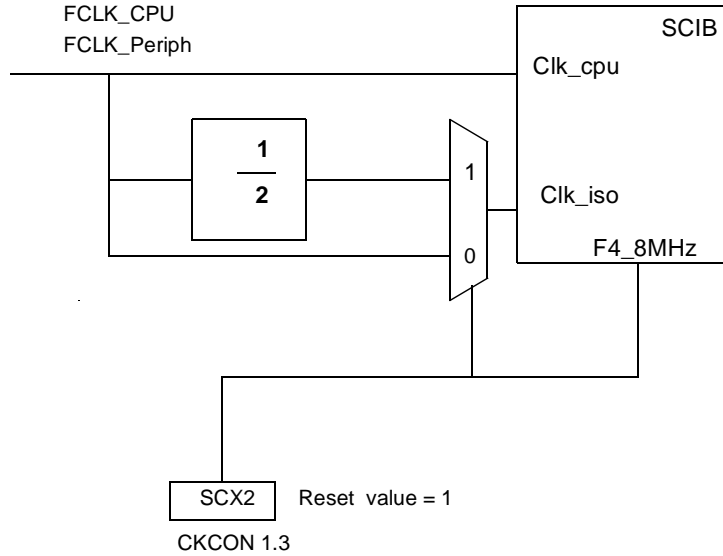 FCLK_CPU
FCLK_Periph
SCIB
Clk_cpu
1
2
1
Clk_iso
0
F4_8MHz
SCX2
Reset value = 1
CKCON 1.3